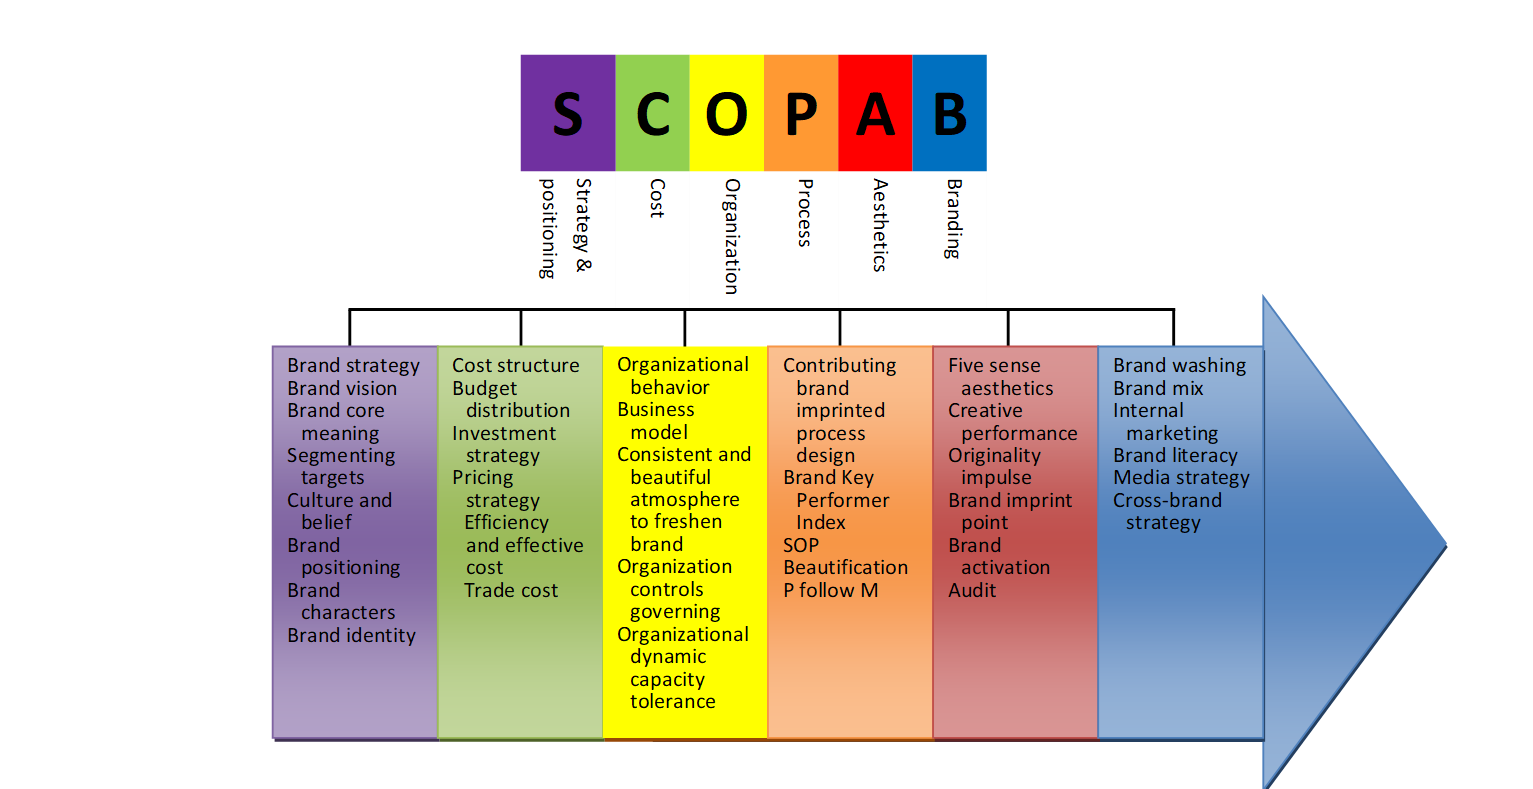 S C O P A B
Strategy &
positioning
Cost
Organization
Process
Aesthetics
Branding
Brand strategy
Brand vision
Brand core
meaning
Segmenting
targets
Culture and
belief
Brand
positioning
Brand
characters
Brand identity
Cost structure
Budget
distribution
Investment
strategy
Pricing
strategy
Efficiency
and effective
cost
Trade cost
Organizational
behavior
Business
model
Consistent and
beautiful
atmosphere
to freshen
brand
Organization
controls
governing
Organizational
dynamic
capacity
tolerance
Contributing
brand
imprinted
process
design
Brand Key
Performer
Index
SOP
Beautification
P follow M
Five sense
aesthetics
Creative
performance
Originality
impulse
Brand imprint
point
Brand
activation
Audit
Brand washing
Brand mix
Internal
marketing
Brand literacy
Media strategy
Cross-brand
strategy